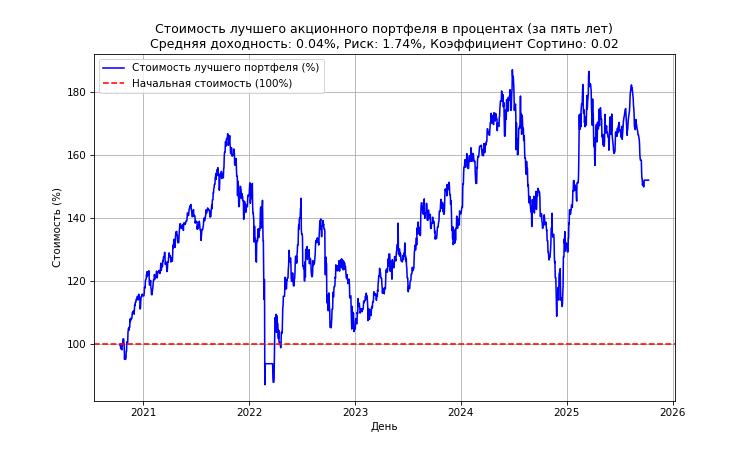 Стоимость лучшего акционного портфеля в процентах (за пять лет)
Средняя доходность: 0.04%, Риск: 1.74%, Коэффициент Сортино: 0.02
Стоимость лучшего портфеля (%)
Начальная стоимость (100%)
Стоимость (%)
180
160
140
120
100
2021
2022
2023
2024
2025
2026
День